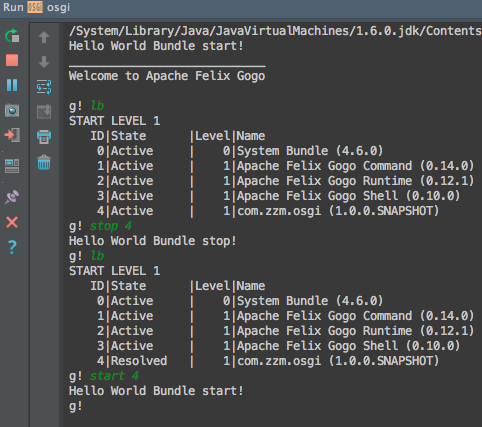 Run OSGi osgi
/System/Library/Java/JavaVirtualMachines/1.6.0.jdk/Contents
Hello World Bundle start!
____________________________
Welcome to Apache Felix Gogo
g! lb
START LEVEL 1
   ID|State      |Level|Name
    0|Active     |    0|System Bundle (4.6.0)
    1|Active     |    1|Apache Felix Gogo Command (0.14.0)
    2|Active     |    1|Apache Felix Gogo Runtime (0.12.1)
    3|Active     |    1|Apache Felix Gogo Shell (0.10.0)
    4|Active     |    1|com.zzm.osgi (1.0.0.SNAPSHOT)
g! stop 4
Hello World Bundle stop!
g! lb
START LEVEL 1
   ID|State      |Level|Name
    0|Active     |    0|System Bundle (4.6.0)
    1|Active     |    1|Apache Felix Gogo Command (0.14.0)
    2|Active     |    1|Apache Felix Gogo Runtime (0.12.1)
    3|Active     |    1|Apache Felix Gogo Shell (0.10.0)
    4|Resolved   |    1|com.zzm.osgi (1.0.0.SNAPSHOT)
g! start 4
Hello World Bundle start!
g!